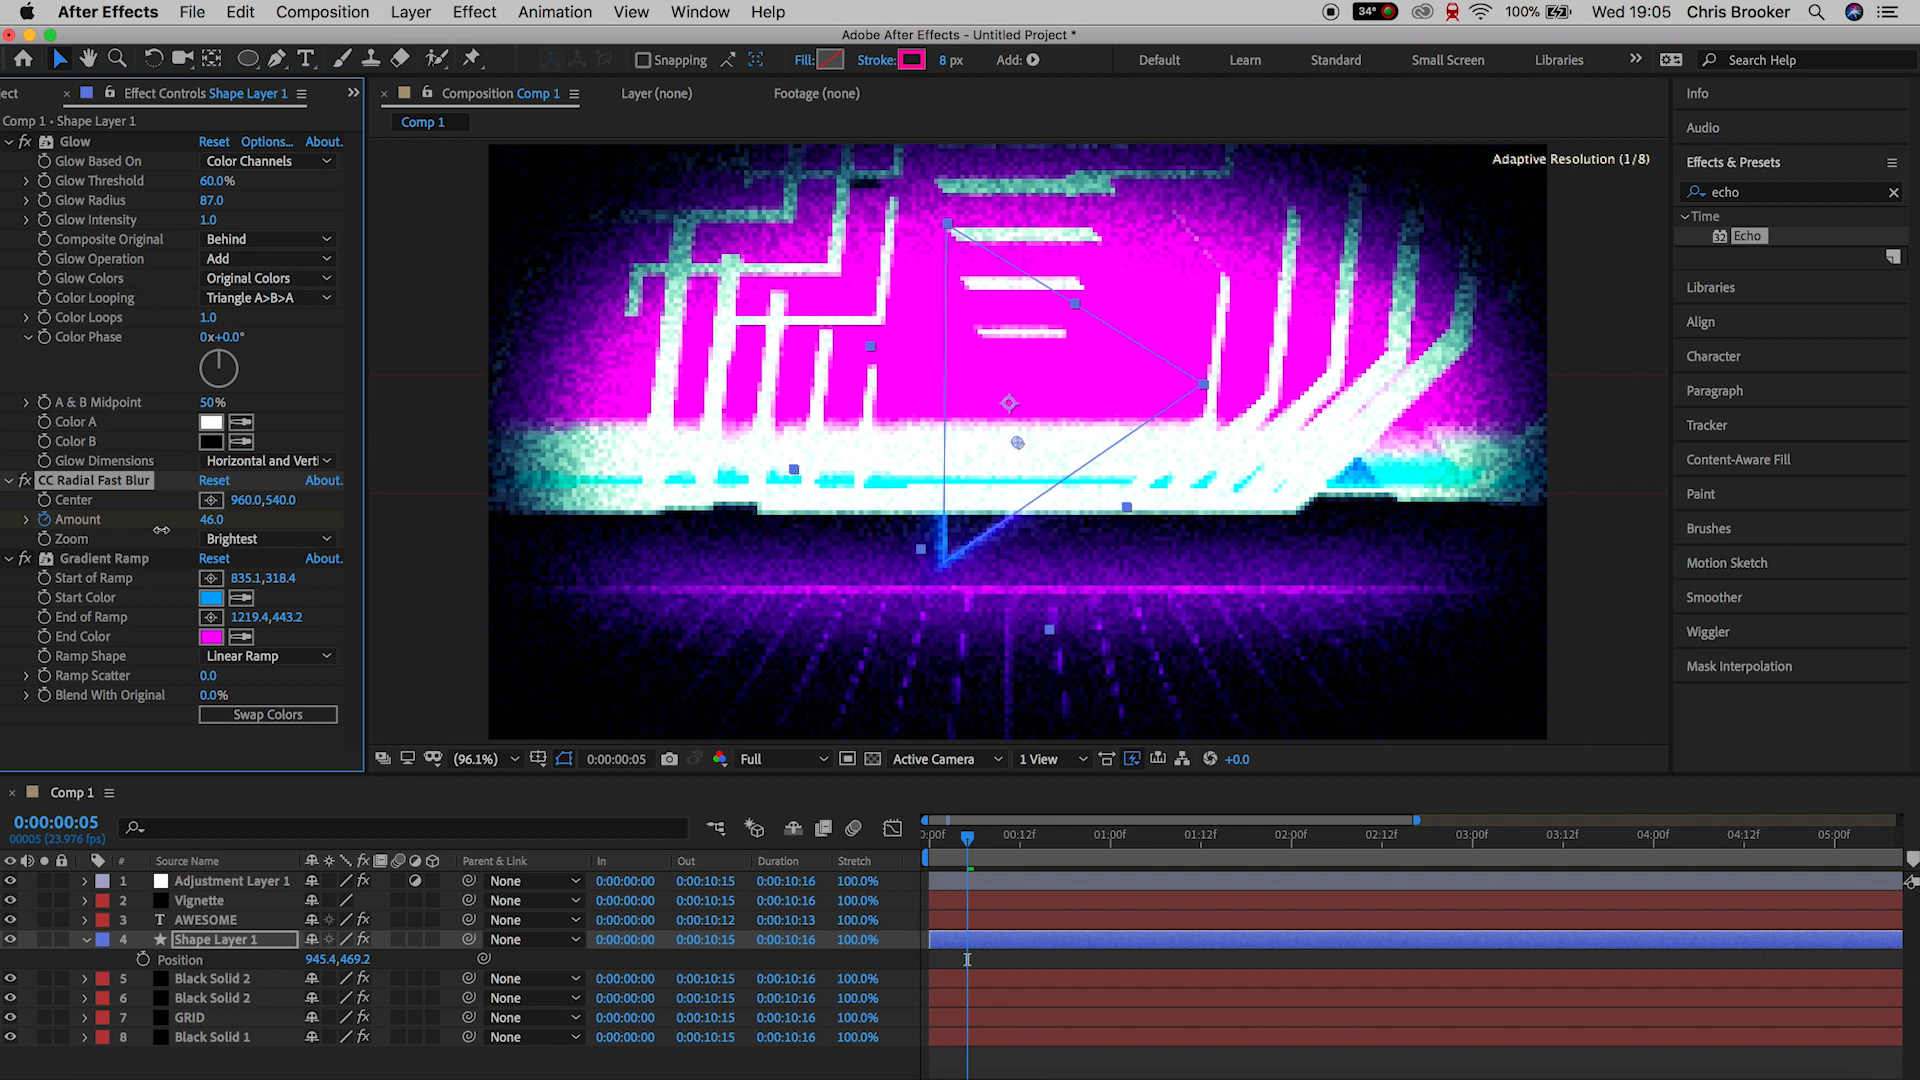 After Effects File Edit Composition Layer Effect Animation View Window Help 34° 100% Wed 19:05 Chris Brooker
Adobe After Effects - Untitled Project *
Snapping Fill: Stroke: 8 px Add: Default Learn Standard Small Screen Libraries Search Help
ject Effect Controls Shape Layer 1 Composition Comp 1 Layer (none) Footage (none) Info
Comp 1 • Shape Layer 1 Comp 1
Audio
Glow Reset Options... About.
Glow Based On Color Channels Adaptive Resolution (1/8) Effects & Presets
Glow Threshold 60.0%
echo
Glow Radius 87.0
Glow Intensity 1.0 Time
Composite Original Behind 32 Echo
Glow Operation Add
Glow Colors Original Colors Libraries
Color Looping Triangle A>B>A
Color Loops 1.0 Align
Color Phase 0x+0.0°
Character
Paragraph
A & B Midpoint 50%
Color A Tracker
Color B
Glow Dimensions Horizontal and Verti Content-Aware Fill
CC Radial Fast Blur Reset About.
Center 960.0,540.0 Paint
Amount 46.0 Brushes
Zoom Brightest
Gradient Ramp Reset About. Motion Sketch
Start of Ramp 835.1,318.4
Start Color Smoother
End of Ramp 1219.4,443.2
End Color Wiggler
Ramp Shape Linear Ramp Mask Interpolation
Ramp Scatter 0.0
Blend With Original 0.0%
Swap Colors
(96.1%) 0:00:00:05 Full Active Camera 1 View +0.0
Comp 1
0:00:00:05
00005 (23.976 fps) 0:00f 00:12f 01:00f 01:12f 02:00f 02:12f 03:00f 03:12f 04:00f 04:12f 05:00f
# Source Name fx Parent & Link In Out Duration Stretch
1 Adjustment Layer 1 fx None 0:00:00:00 0:00:10:15 0:00:10:16 100.0%
2 Vignette None 0:00:00:00 0:00:10:15 0:00:10:16 100.0%
3 T AWESOME fx None 0:00:00:00 0:00:10:12 0:00:10:13 100.0%
4 Shape Layer 1 fx None 0:00:00:00 0:00:10:15 0:00:10:16 100.0%
Position 945.4,469.2
5 Black Solid 2 fx None 0:00:00:00 0:00:10:15 0:00:10:16 100.0%
6 Black Solid 2 fx None 0:00:00:00 0:00:10:15 0:00:10:16 100.0%
7 GRID fx None 0:00:00:00 0:00:10:15 0:00:10:16 100.0%
8 Black Solid 1 fx None 0:00:00:00 0:00:10:15 0:00:10:16 100.0%